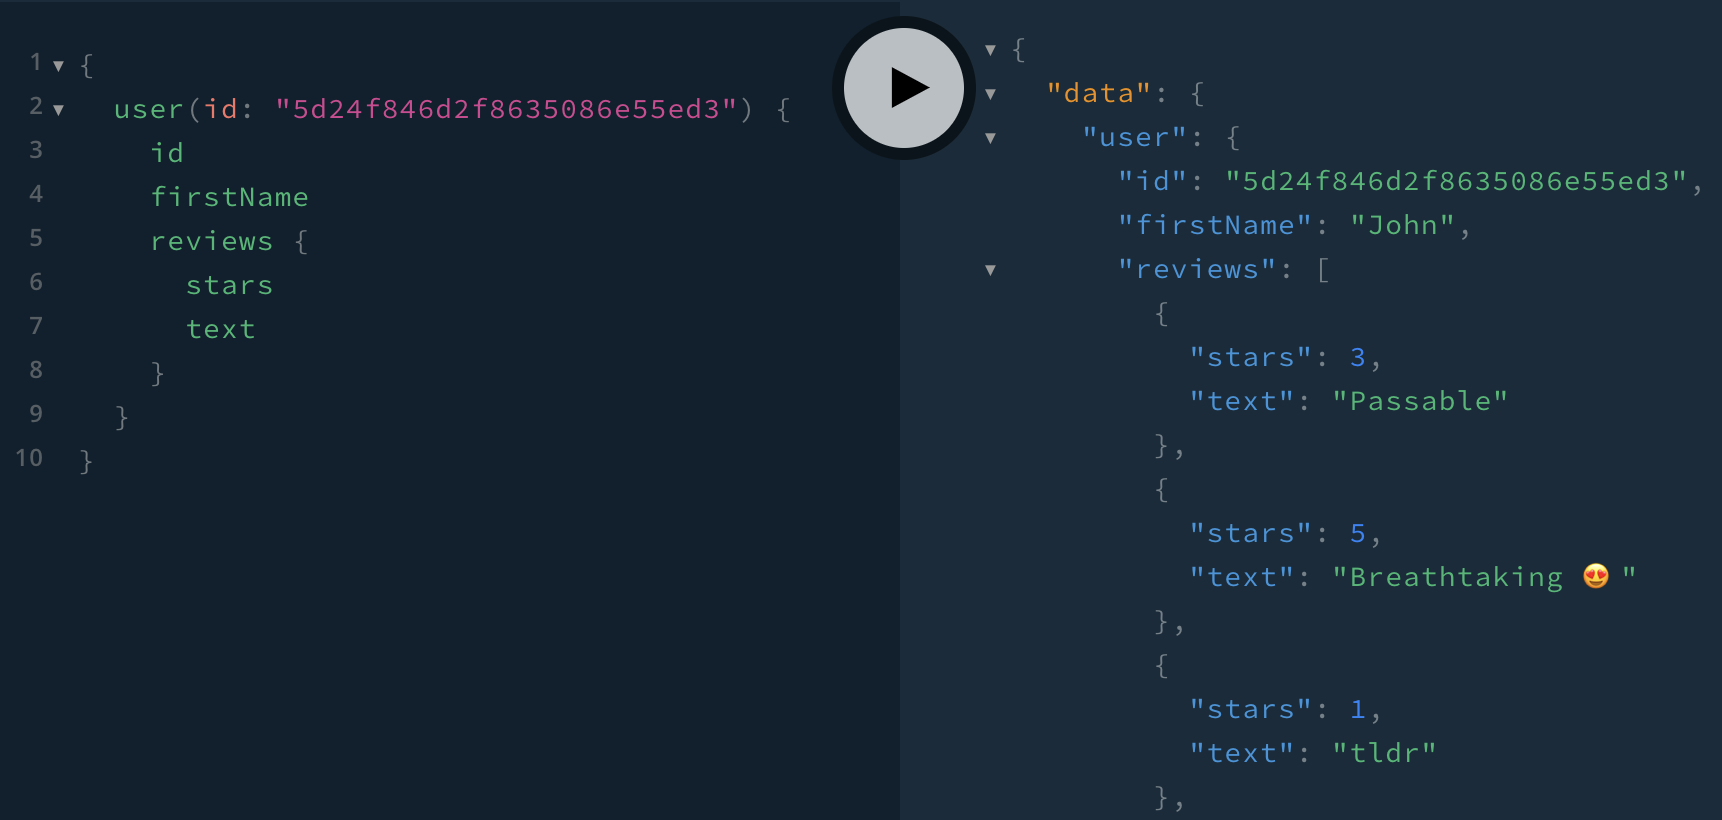 1 {
2 user(id: "5d24f846d2f8635086e55ed3") {
3 id
4 firstName
5 reviews {
6 stars
7 text
8 }
9 }
10 }
{
"data": {
"user": {
"id": "5d24f846d2f8635086e55ed3",
"firstName": "John",
"reviews": [
{
"stars": 3,
"text": "Passable"
},
{
"stars": 5,
"text": "Breathtaking 😍 "
},
{
"stars": 1,
"text": "tldr"
},